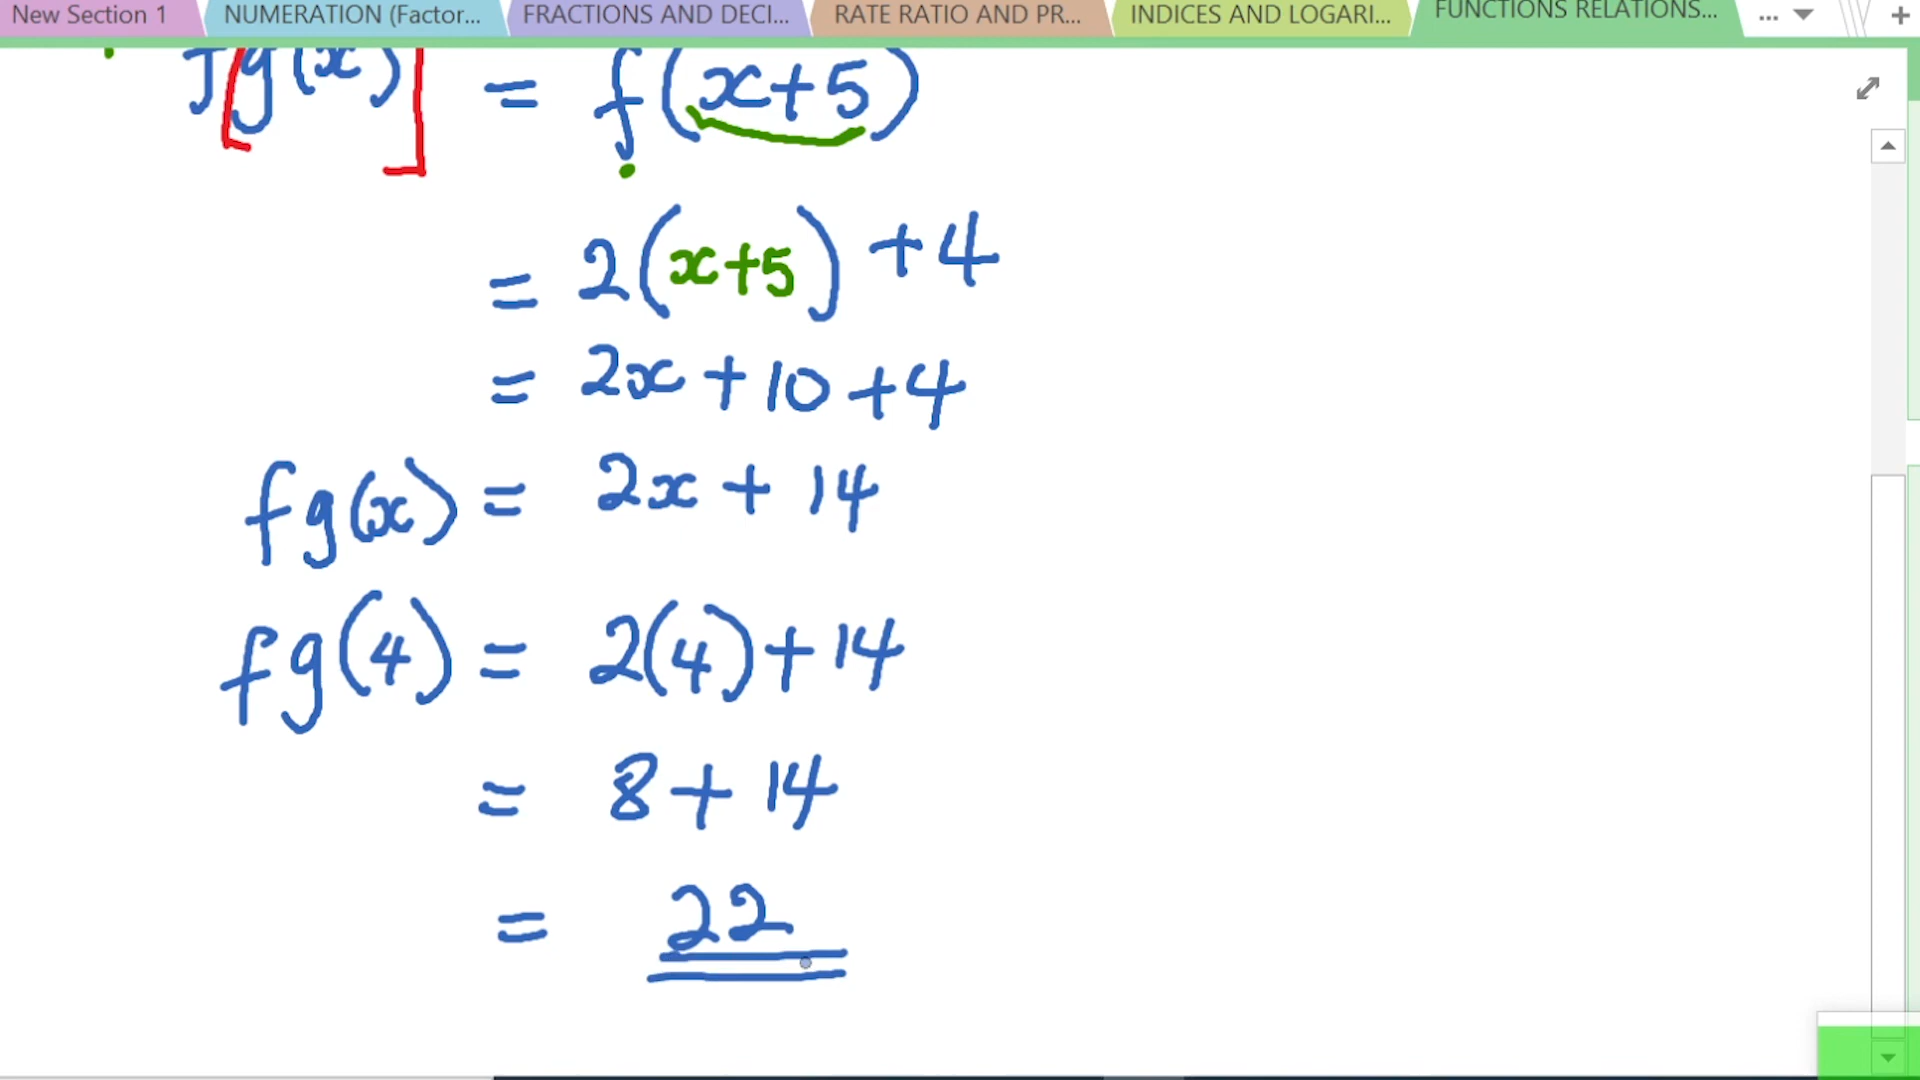 New Section 1 NUMERATION (Factor... FRACTIONS AND DECI... RATE RATIO AND PR... INDICES AND LOGARI... FUNCTIONS RELATIONS... ...
f[g(x)] = f(x+5)
= 2(x+5) + 4
= 2x + 10 + 4
fg(x) = 2x + 14
fg(4) = 2(4) + 14
= 8 + 14
= 22